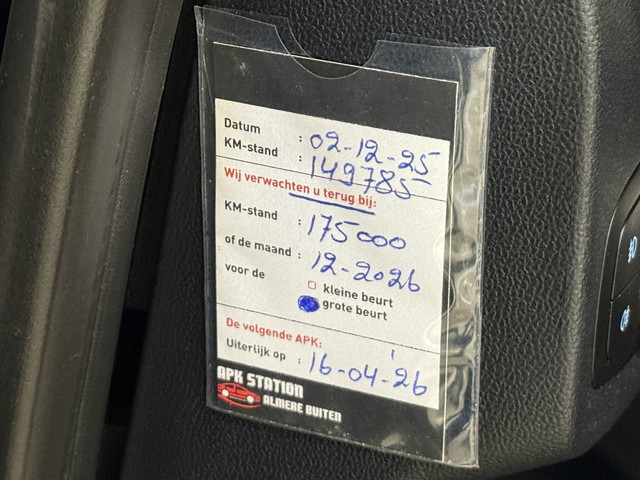 Datum : 02-12-25
KM-stand : 149785
Wij verwachten u terug bij:
KM-stand : 175000
of de maand : 12-2026
voor de □ kleine beurt
grote beurt
De volgende APK:
Uiterlijk op : 16-04-26
APK STATION
ALMERE BUITEN